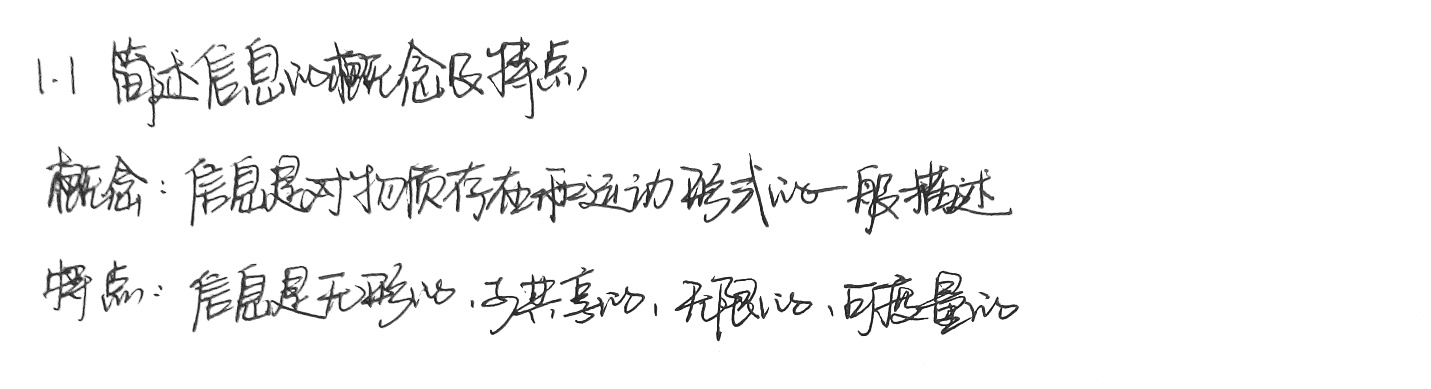 1.1 简述信息的概念及特点
概念：信息是对物质存在和运动形式的一般描述
特点：信息是无形的、可共享的、无限的、可度量的